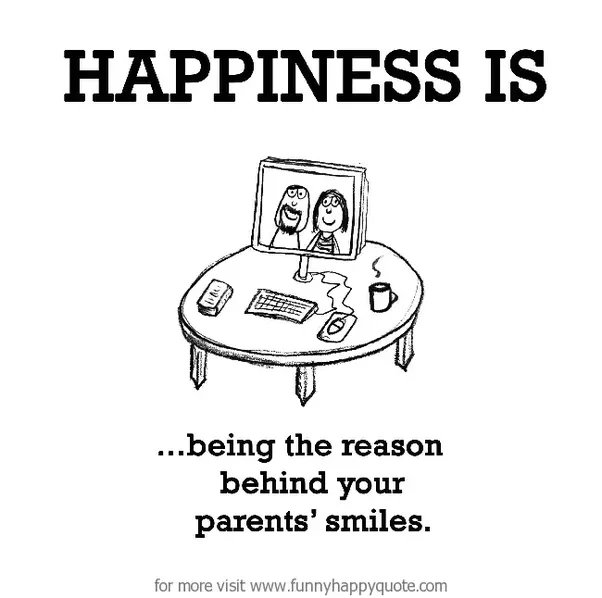 HAPPINESS IS
...being the reason
behind your
parents’ smiles.
for more visit www.funnyhappyquote.com